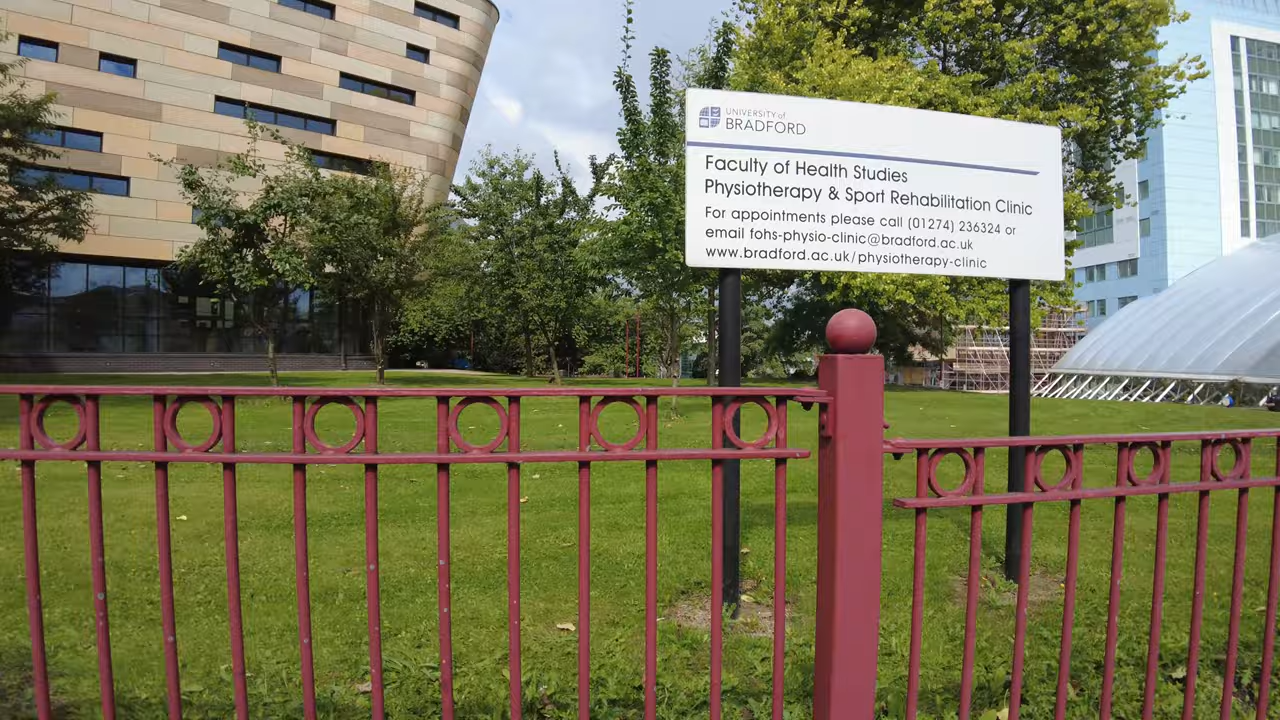 UNIVERSITY of
BRADFORD
Faculty of Health Studies
Physiotherapy & Sport Rehabilitation Clinic
For appointments please call (01274) 236324 or
email fohs-physio-clinic@bradford.ac.uk
www.bradford.ac.uk/physiotherapy-clinic